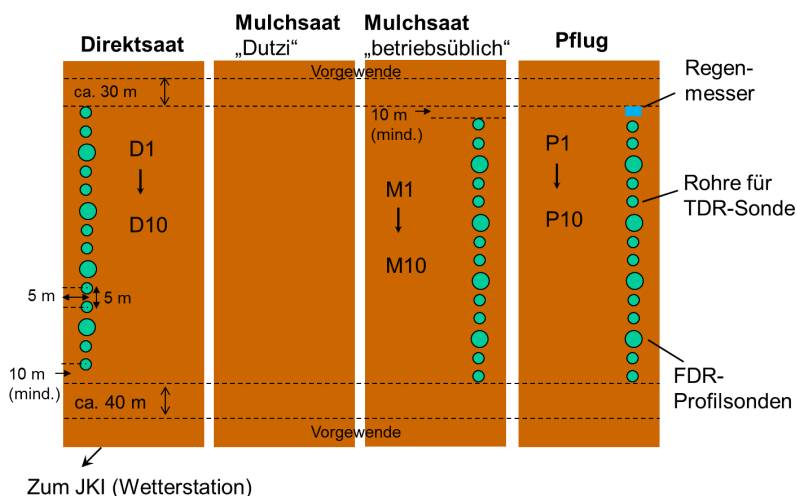 Direktsaat
Mulchsaat
„Dutzi“
Mulchsaat
„betriebsüblich“
Pflug
Vorgewende
ca. 30 m
10 m
(mind.)
Regen-
messer
D1
D10
M1
M10
P1
P10
Rohre für
TDR-Sonde
5 m
5 m
10 m
(mind.)
ca. 40 m
FDR-
Profilsonden
Vorgewende
Zum JKI (Wetterstation)